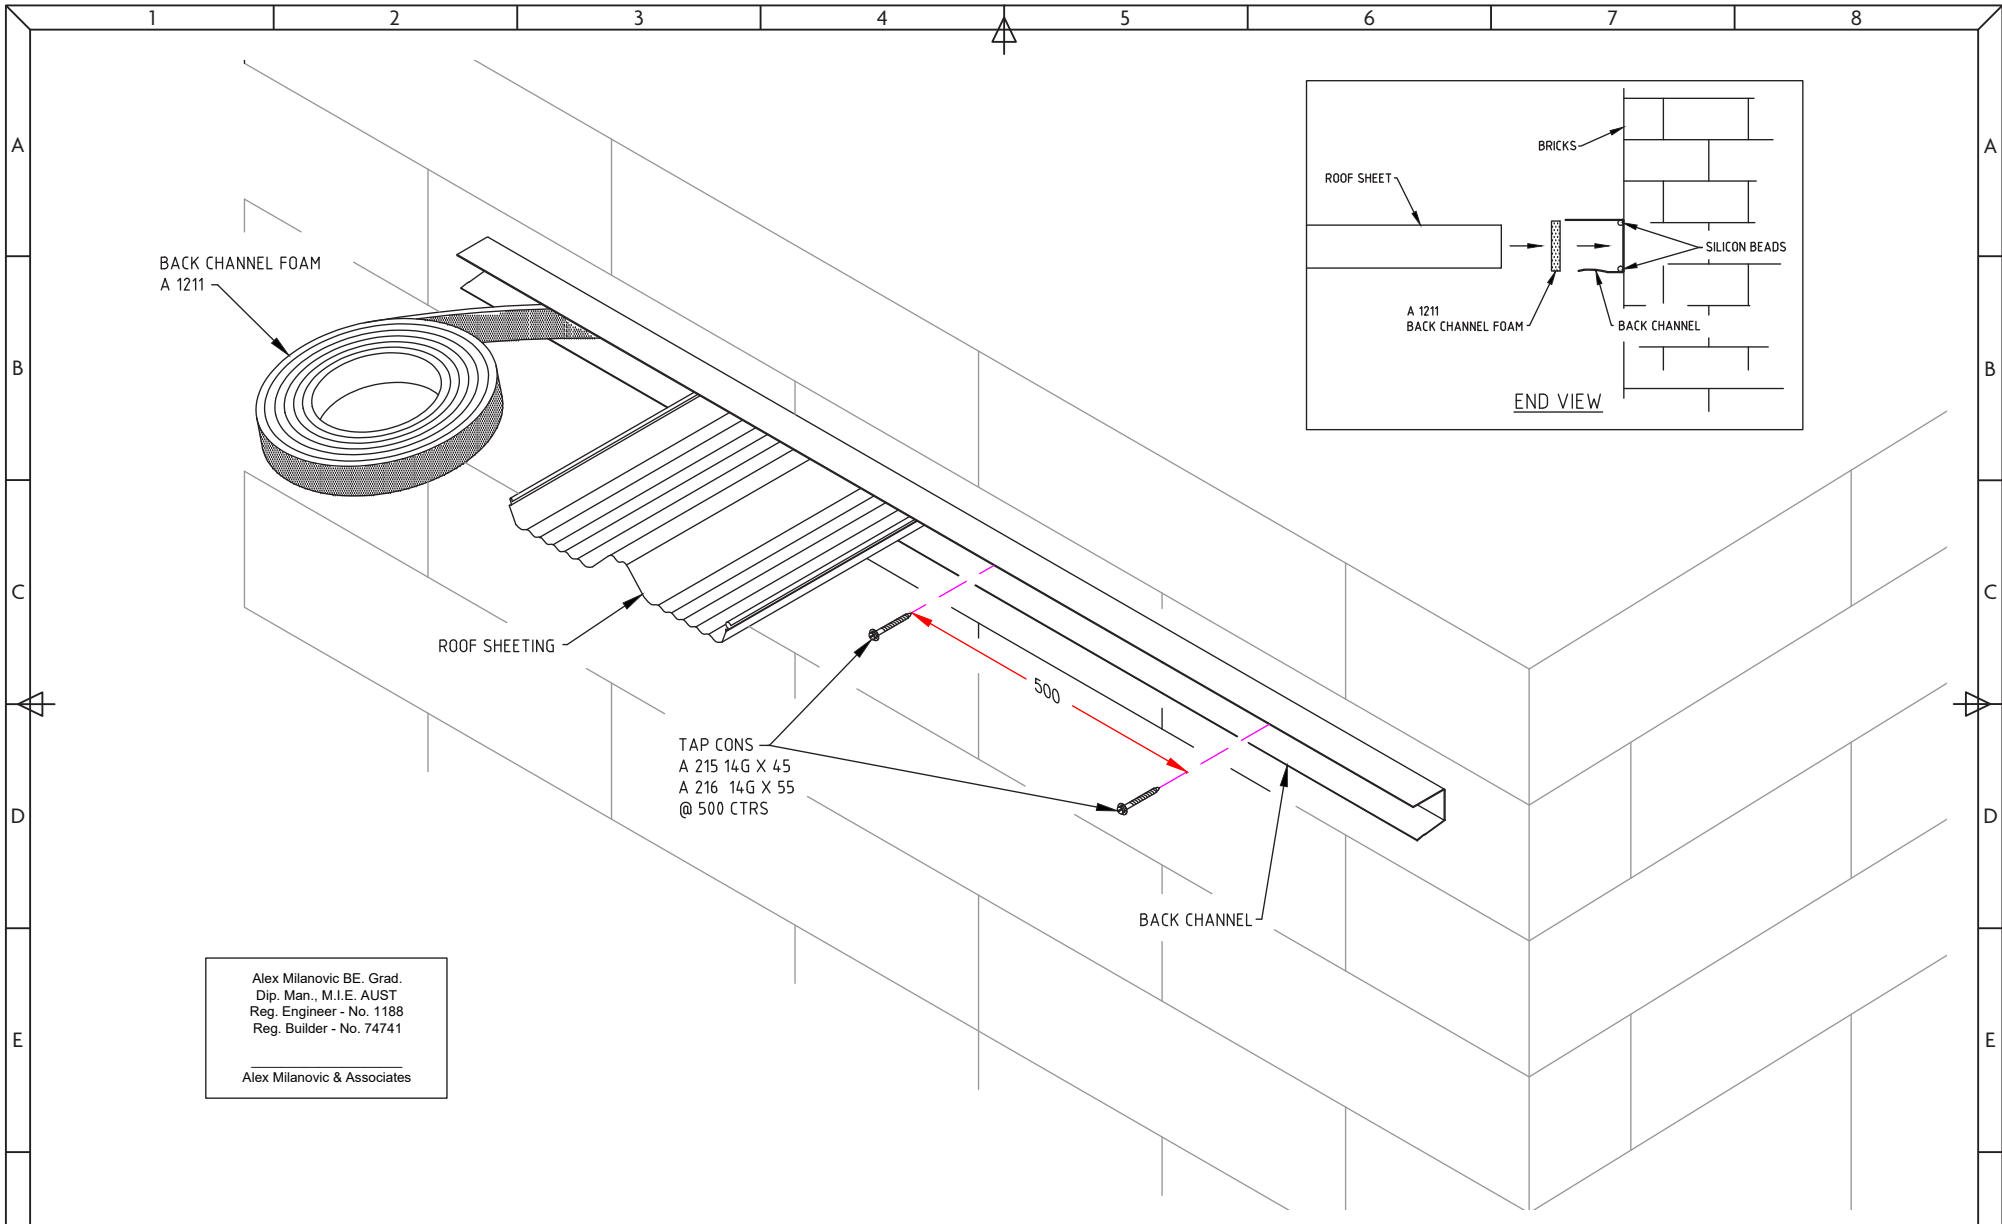 1 2 3 4 5 6 7 8
A A
BRICKS
ROOF SHEET
SILICON BEADS
A 1211
BACK CHANNEL FOAM
BACK CHANNEL
END VIEW
BACK CHANNEL FOAM
A 1211
B B
C C
ROOF SHEETING
500
TAP CONS
A 215 14G X 45
A 216 14G X 55
@ 500 CTRS
D D
BACK CHANNEL
Alex Milanovic BE. Grad.
Dip. Man., M.I.E. AUST
Reg. Engineer - No. 1188
Reg. Builder - No. 74741
Alex Milanovic & Associates
E E